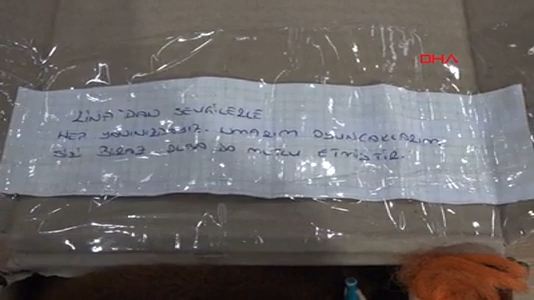 DHA
LİNA'DAN SEVGİLERLE
HEP YANINIZDAYIZ. UMARIM OYUNCAKLARIM
SİZİ BİRAZ OLSA DA MUTLU ETMİŞTİR.